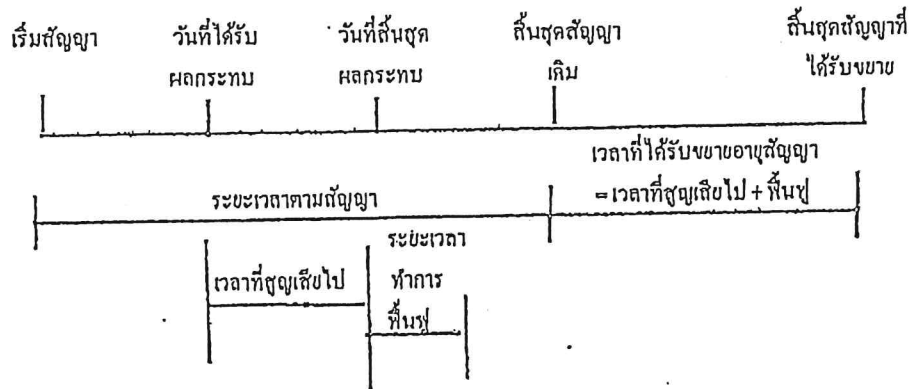 เริ่มสัญญา
วันที่ได้รับ
ผลกระทบ
วันที่สิ้นสุด
ผลกระทบ
สิ้นสุดสัญญา
เดิม
สิ้นสุดสัญญาที่
ได้รับขยาย
เวลาที่ได้รับขยายอายุสัญญา
=เวลาที่สูญเสียไป + ฟื้นฟู
ระยะเวลาตามสัญญา
เวลาที่สูญเสียไป
ระยะเวลา
ทำการ
ฟื้นฟู